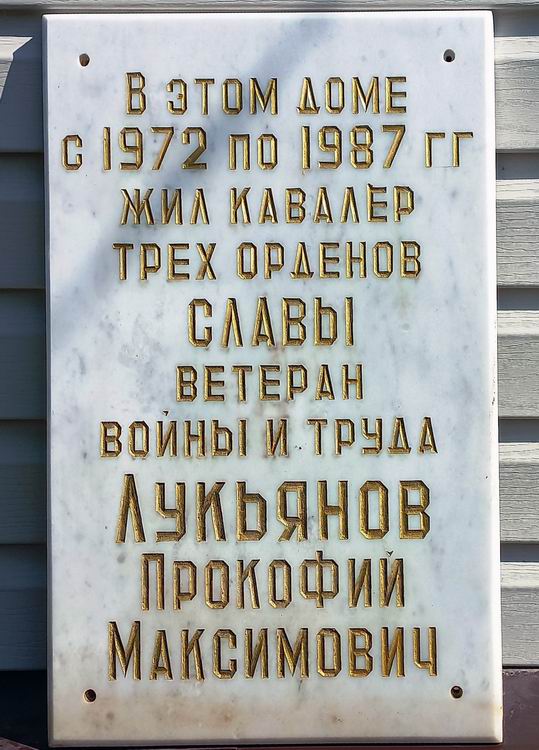 В ЭТОМ ДОМЕ
С 1972 ПО 1987 ГГ
ЖИЛ КАВАЛЕР
ТРЕХ ОРДЕНОВ
СЛАВЫ
ВЕТЕРАН
ВОЙНЫ И ТРУДА
ЛУКЬЯНОВ
ПРОКОФИЙ
МАКСИМОВИЧ